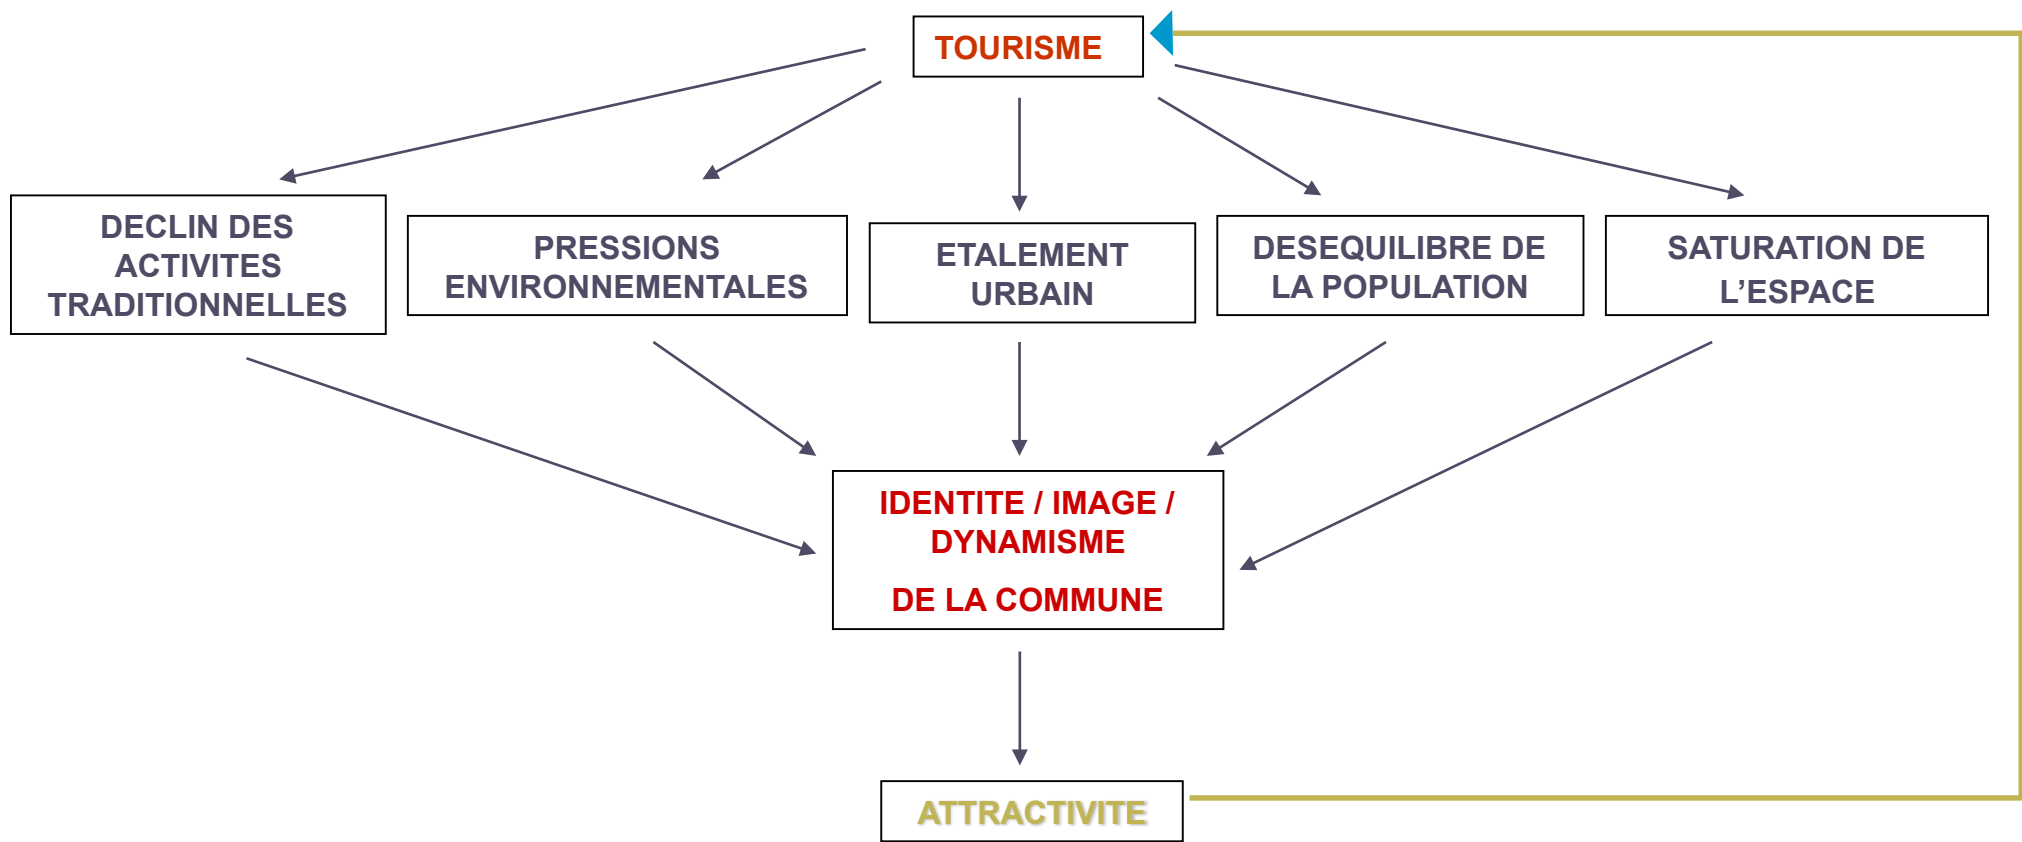 TOURISME
DECLIN DES
ACTIVITES
TRADITIONNELLES
PRESSIONS
ENVIRONNEMENTALES
ETALEMENT
URBAIN
DESEQUILIBRE DE
LA POPULATION
SATURATION DE
L’ESPACE
IDENTITE / IMAGE /
DYNAMISME
DE LA COMMUNE
ATTRACTIVITE